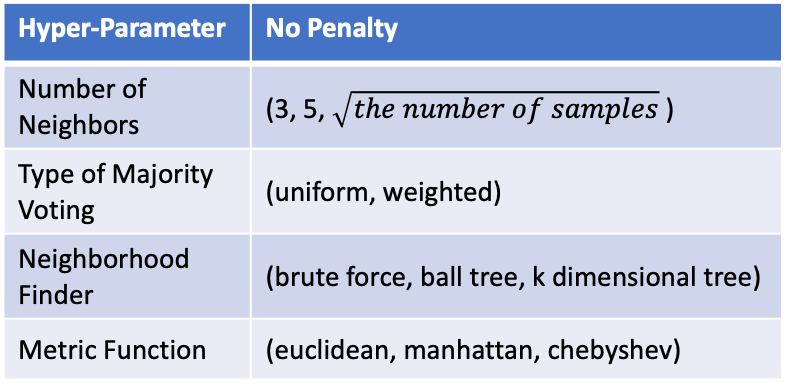 Hyper-Parameter
No Penalty
Number of
Neighbors
(3, 5, √the number of samples )
Type of Majority
Voting
(uniform, weighted)
Neighborhood
Finder
(brute force, ball tree, k dimensional tree)
Metric Function
(euclidean, manhattan, chebyshev)